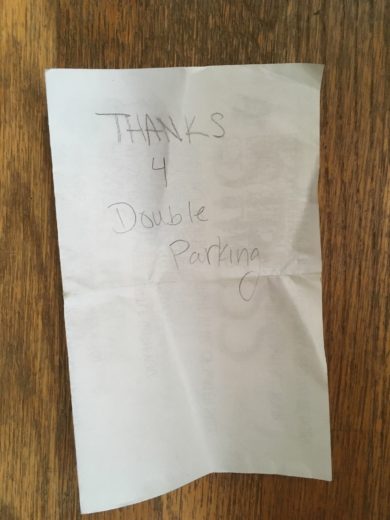 THANKS
4
Double
Parking